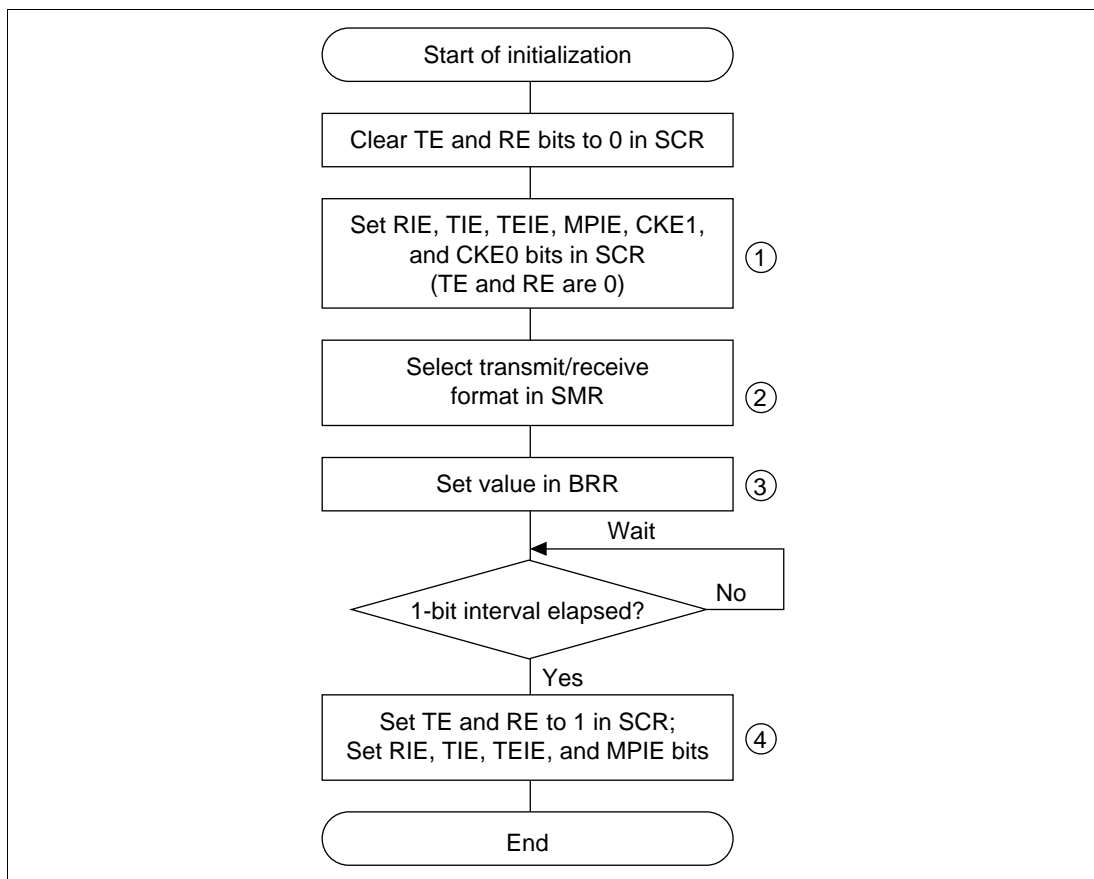 Start of initialization
Clear TE and RE bits to 0 in SCR
Set RIE, TIE, TEIE, MPIE, CKE1,
and CKE0 bits in SCR
(TE and RE are 0)
1
Select transmit/receive
format in SMR
2
Set value in BRR
3
Wait
1-bit interval elapsed?
No
Yes
Set TE and RE to 1 in SCR;
Set RIE, TIE, TEIE, and MPIE bits
4
End